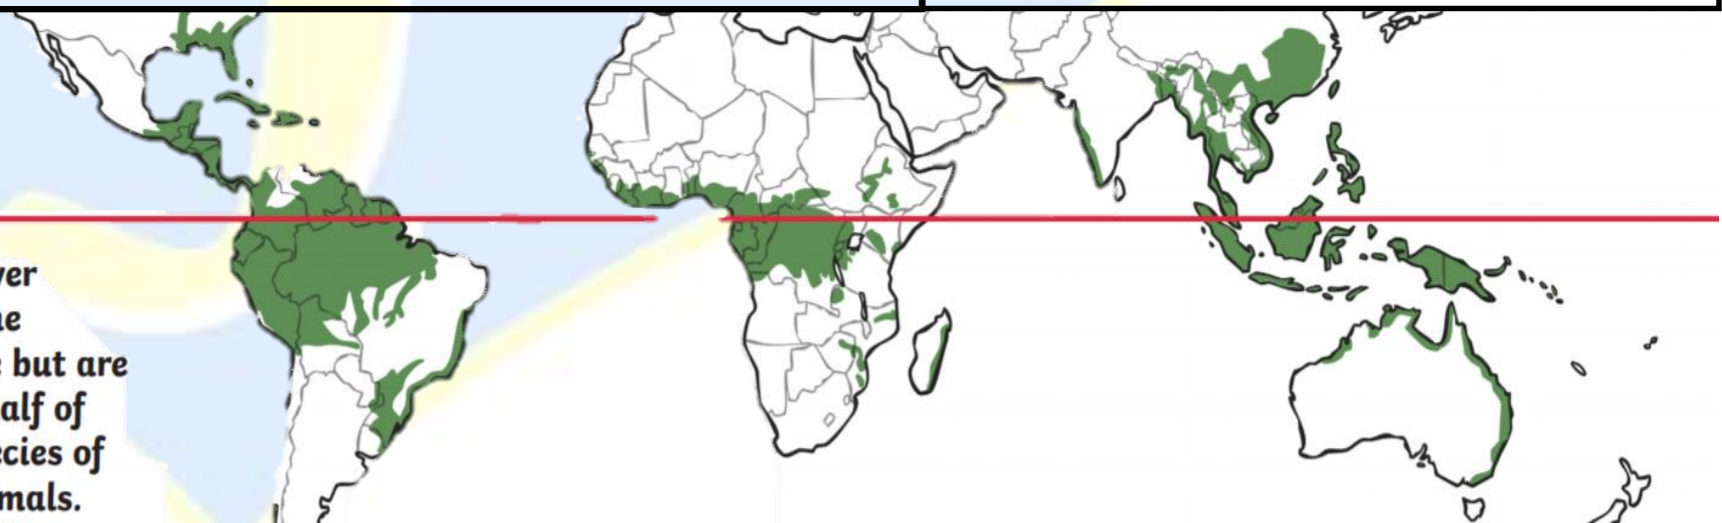 ver
ne
: but are
alf of
ecies of
mals.